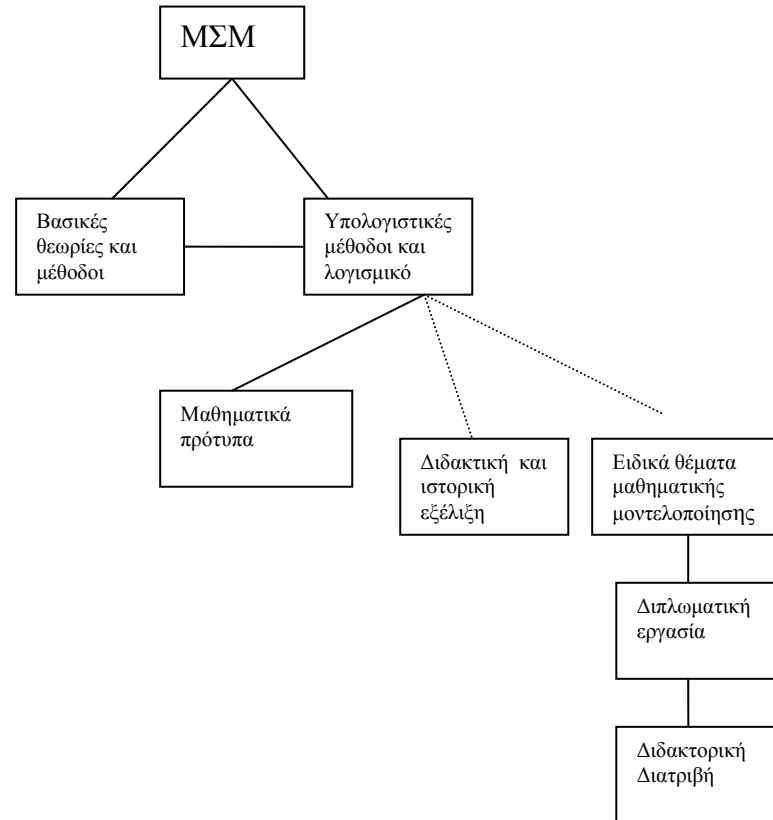 ΜΣΜ
Βασικές
θεωρίες και
μέθοδοι
Υπολογιστικές
μέθοδοι και
λογισμικό
Μαθηματικά
πρότυπα
Διδακτική και
ιστορική
εξέλιξη
Ειδικά θέματα
μαθηματικής
μοντελοποίησης
Διπλωματική
εργασία
Διδακτορική
Διατριβή